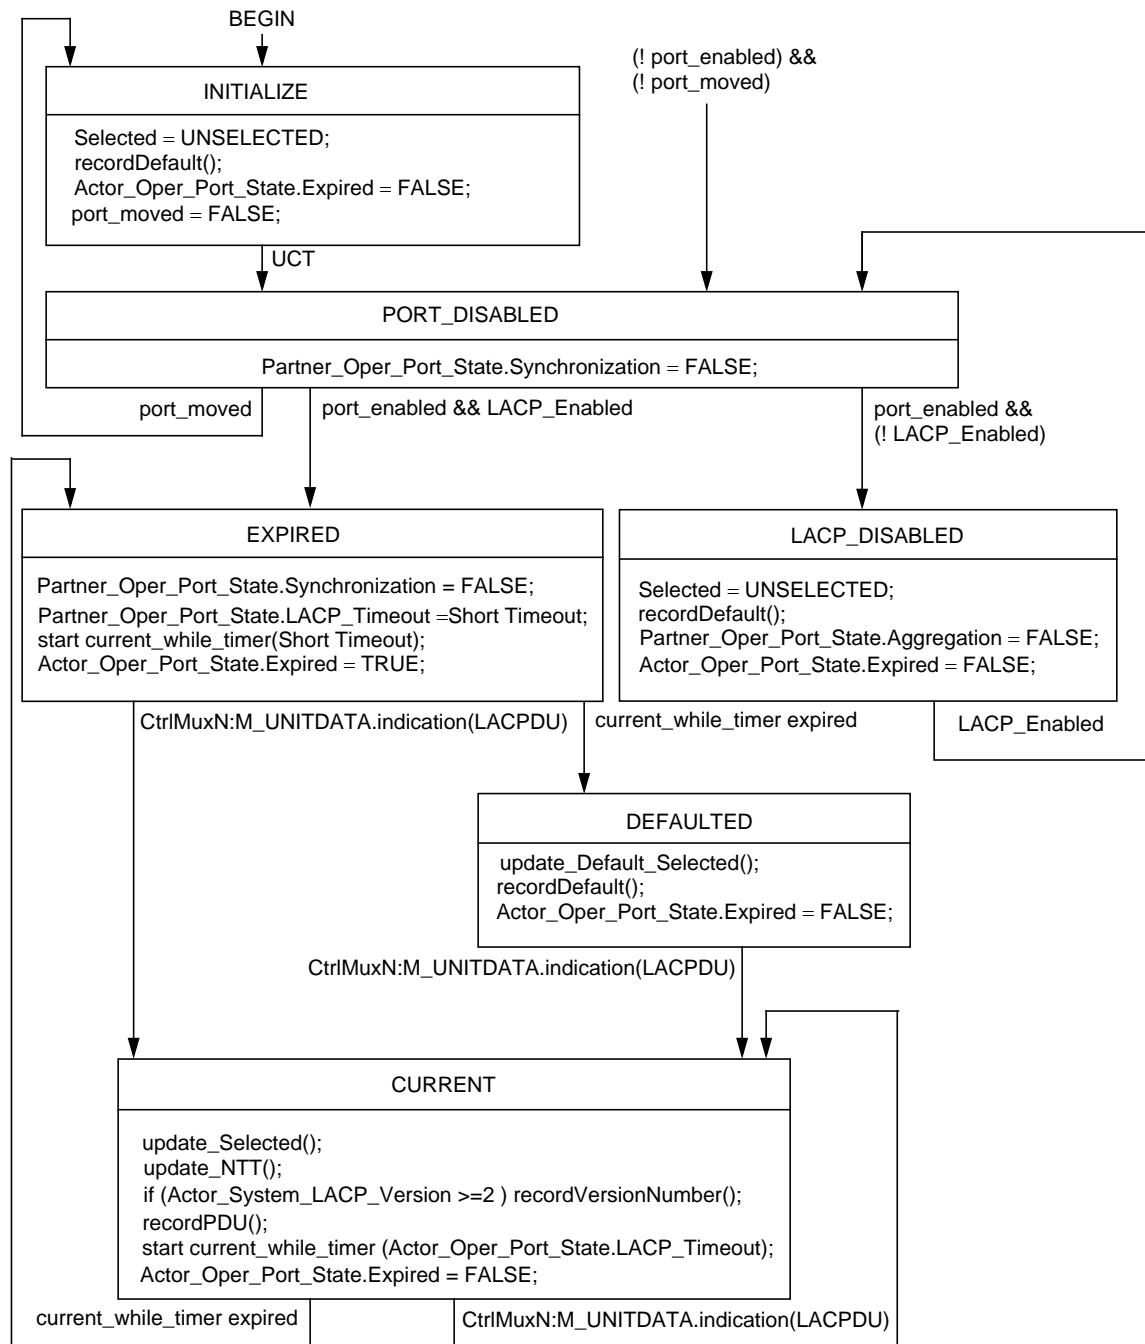 BEGIN
(! port_enabled) &&
(! port_moved)
INITIALIZE
Selected = UNSELECTED;
recordDefault();
Actor_Oper_Port_State.Expired = FALSE;
port_moved = FALSE;
UCT
PORT_DISABLED
Partner_Oper_Port_State.Synchronization = FALSE;
port_moved
port_enabled && LACP_Enabled
port_enabled &&
(! LACP_Enabled)
EXPIRED
Partner_Oper_Port_State.Synchronization = FALSE;
Partner_Oper_Port_State.LACP_Timeout =Short Timeout;
start current_while_timer(Short Timeout);
Actor_Oper_Port_State.Expired = TRUE;
LACP_DISABLED
Selected = UNSELECTED;
recordDefault();
Partner_Oper_Port_State.Aggregation = FALSE;
Actor_Oper_Port_State.Expired = FALSE;
CtrlMuxN:M_UNITDATA.indication(LACPDU)
current_while_timer expired
LACP_Enabled
DEFAULTED
update_Default_Selected();
recordDefault();
Actor_Oper_Port_State.Expired = FALSE;
CtrlMuxN:M_UNITDATA.indication(LACPDU)
CURRENT
update_Selected();
update_NTT();
if (Actor_System_LACP_Version >=2 ) recordVersionNumber();
recordPDU();
start current_while_timer (Actor_Oper_Port_State.LACP_Timeout);
Actor_Oper_Port_State.Expired = FALSE;
current_while_timer expired
CtrlMuxN:M_UNITDATA.indication(LACPDU)